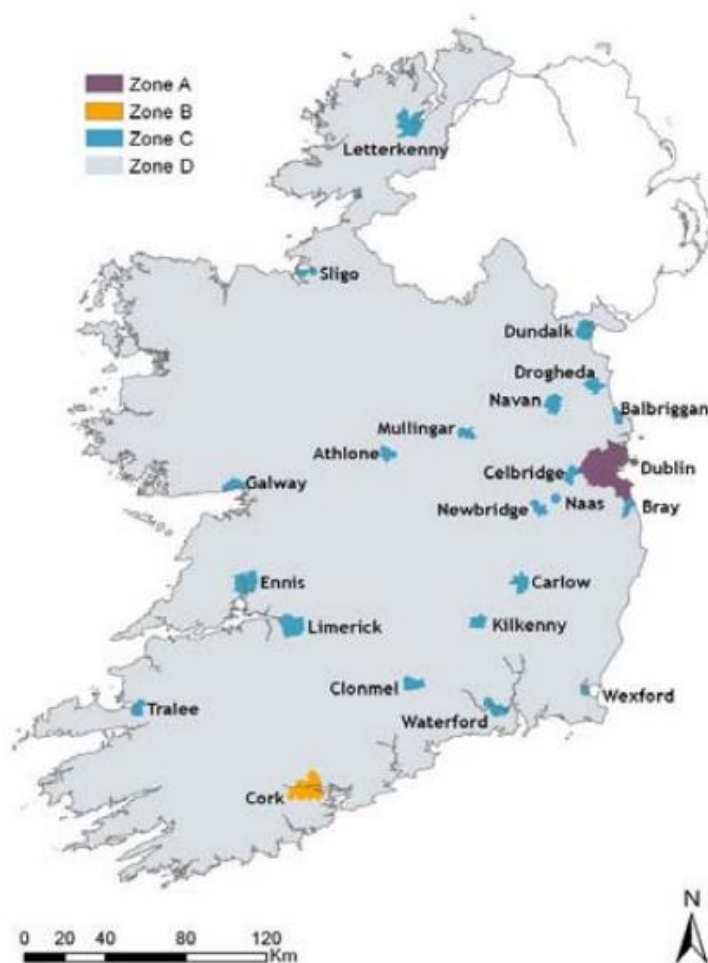 Zone A
Zone B
Zone C
Zone D
Letterkenny
Sligo
Dundalk
Drogheda
Navan
Balbriggan
Mullingar
Athlone
Celbridge
Dublin
Galway
Newbridge
Naas
Bray
Ennis
Carlow
Limerick
Kilkenny
Clonmel
Wexford
Tralee
Waterford
Cork
N
0 20 40 80 120
Km